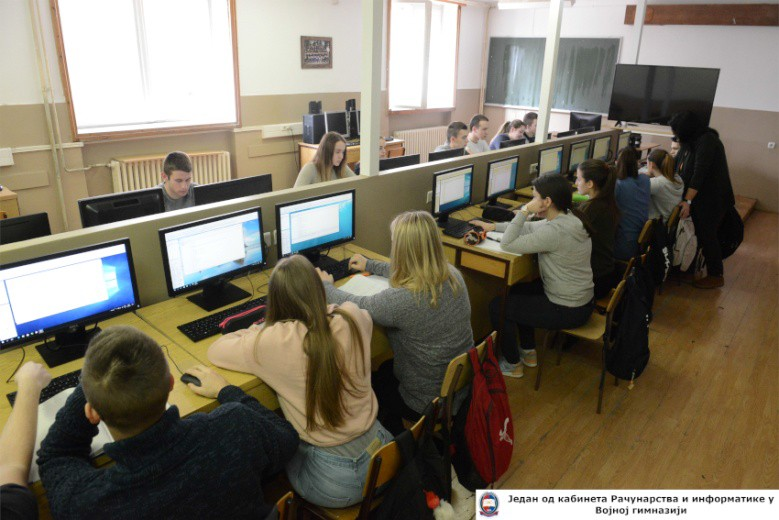 Један од кабинета Рачунарства и информатике у
Војној гимназији